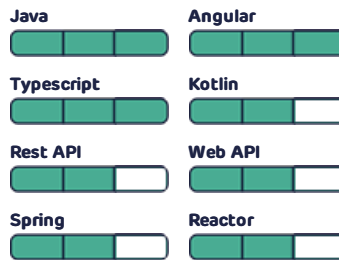 Java
Angular
Typescript
Kotlin
Rest API
Web API
Spring
Reactor